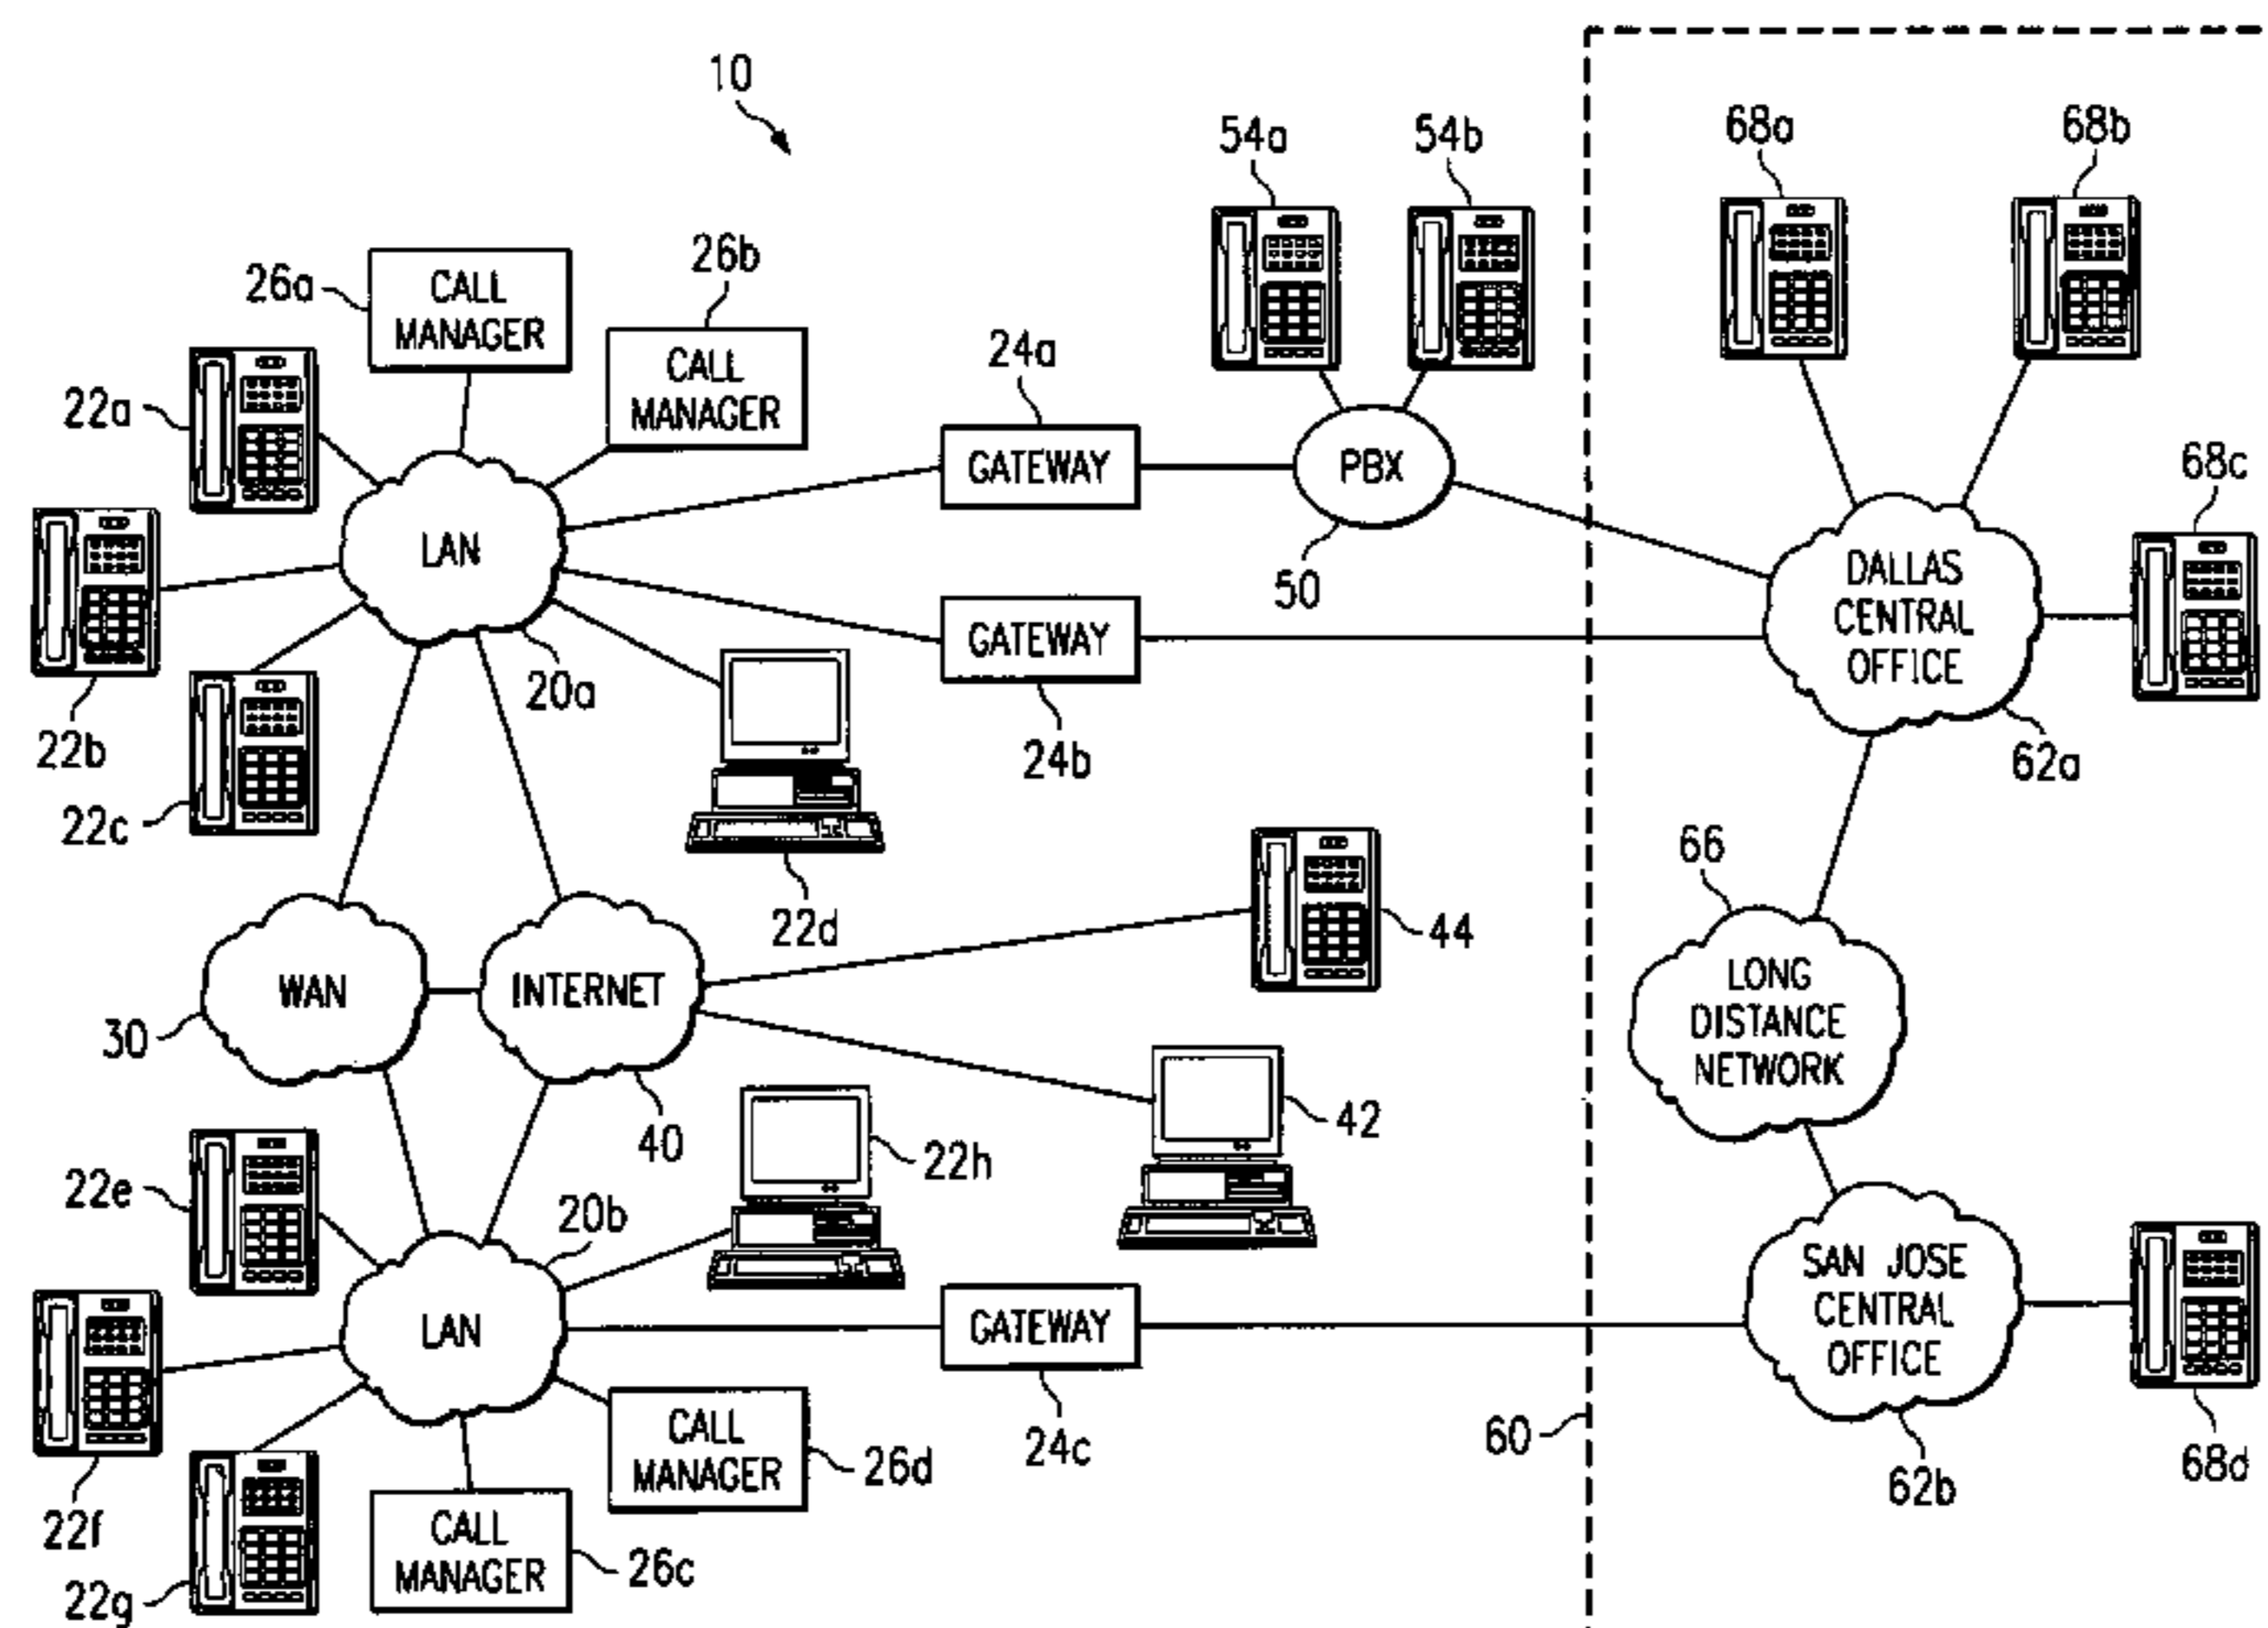 10
54a
54b
68a
68b
26a
CALL
MANAGER
26b
CALL
MANAGER
22a
24a
GATEWAY
PBX
50
68c
LAN
20a
22b
22c
GATEWAY
24b
DALLAS
CENTRAL
OFFICE
62a
22d
44
66
LONG
DISTANCE
NETWORK
WAN
30
INTERNET
40
42
22e
22h
20b
LAN
GATEWAY
24c
60
SAN JOSE
CENTRAL
OFFICE
62b
68d
22f
22g
CALL
MANAGER
26d
CALL
MANAGER
26c